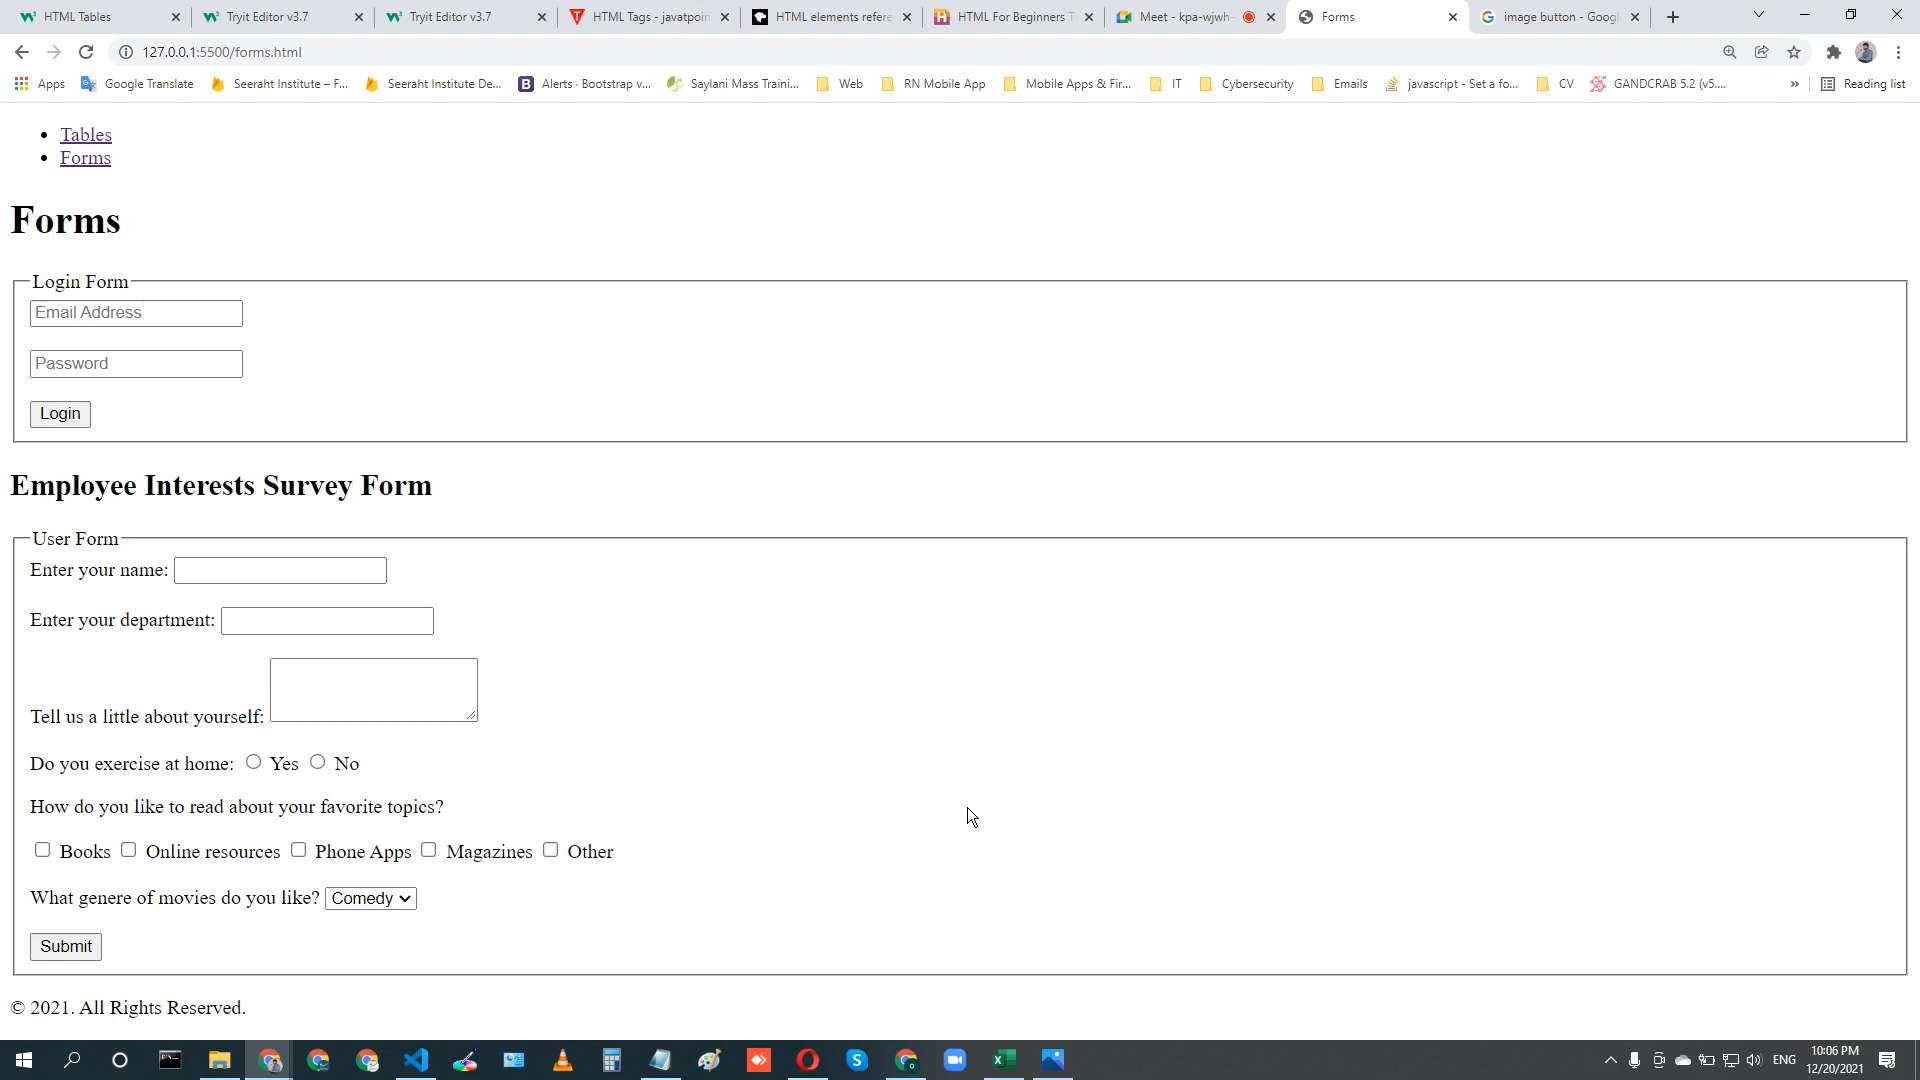 HTML Tables
Tryit Editor v3.7
Tryit Editor v3.7
HTML Tags - javatpoin
HTML elements refere
HTML For Beginners T
Meet - kpa-wjwh-
Forms
image button - Googl
127.0.0.1:5500/forms.html
Apps
Google Translate
Seeraht Institute – F...
Seeraht Institute De...
Alerts · Bootstrap v...
Saylani Mass Traini...
Web
RN Mobile App
Mobile Apps & Fir...
IT
Cybersecurity
Emails
javascript - Set a fo...
CV
GANDCRAB 5.2 (v5....
»
Reading list
• Tables
• Forms
Forms
Login Form
Email Address
Password
Login
Employee Interests Survey Form
User Form
Enter your name:
Enter your department:
Tell us a little about yourself:
Do you exercise at home: Yes No
How do you like to read about your favorite topics?
Books Online resources Phone Apps Magazines Other
What genere of movies do you like? Comedy
Submit
© 2021. All Rights Reserved.
ENG
10:06 PM
12/20/2021